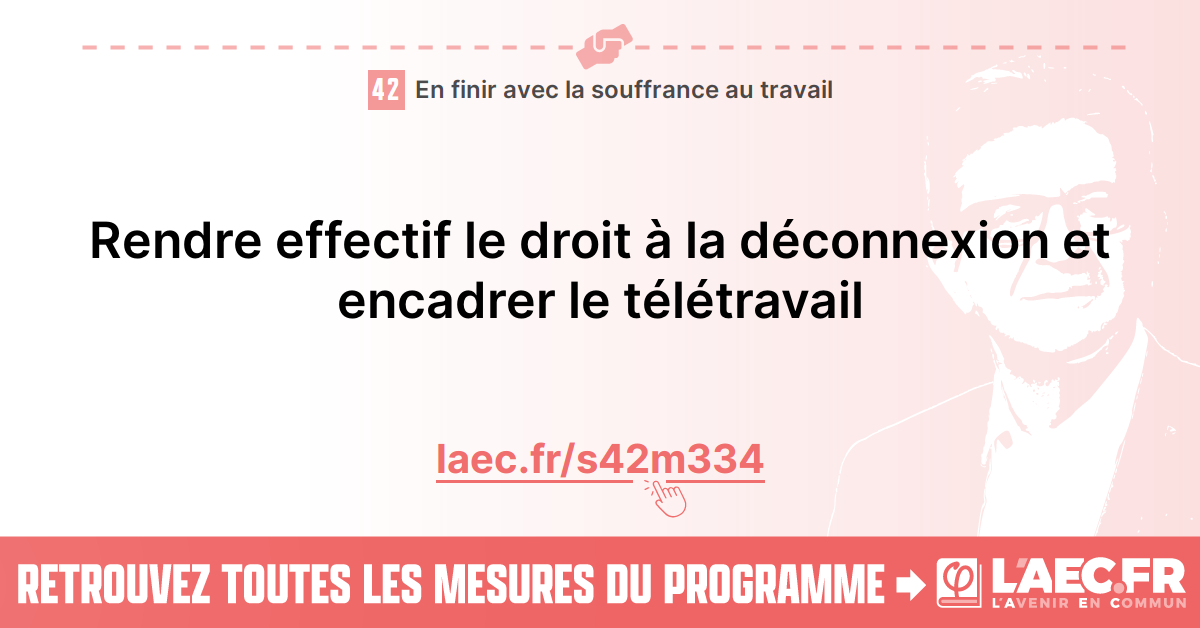 42 En finir avec la souffrance au travail
Rendre effectif le droit à la déconnexion et
encadrer le télétravail
laec.fr/s42m334
RETROUVEZ TOUTES LES MESURES DU PROGRAMME
φ L'AEC.FR
L'AVENIR EN COMMUN